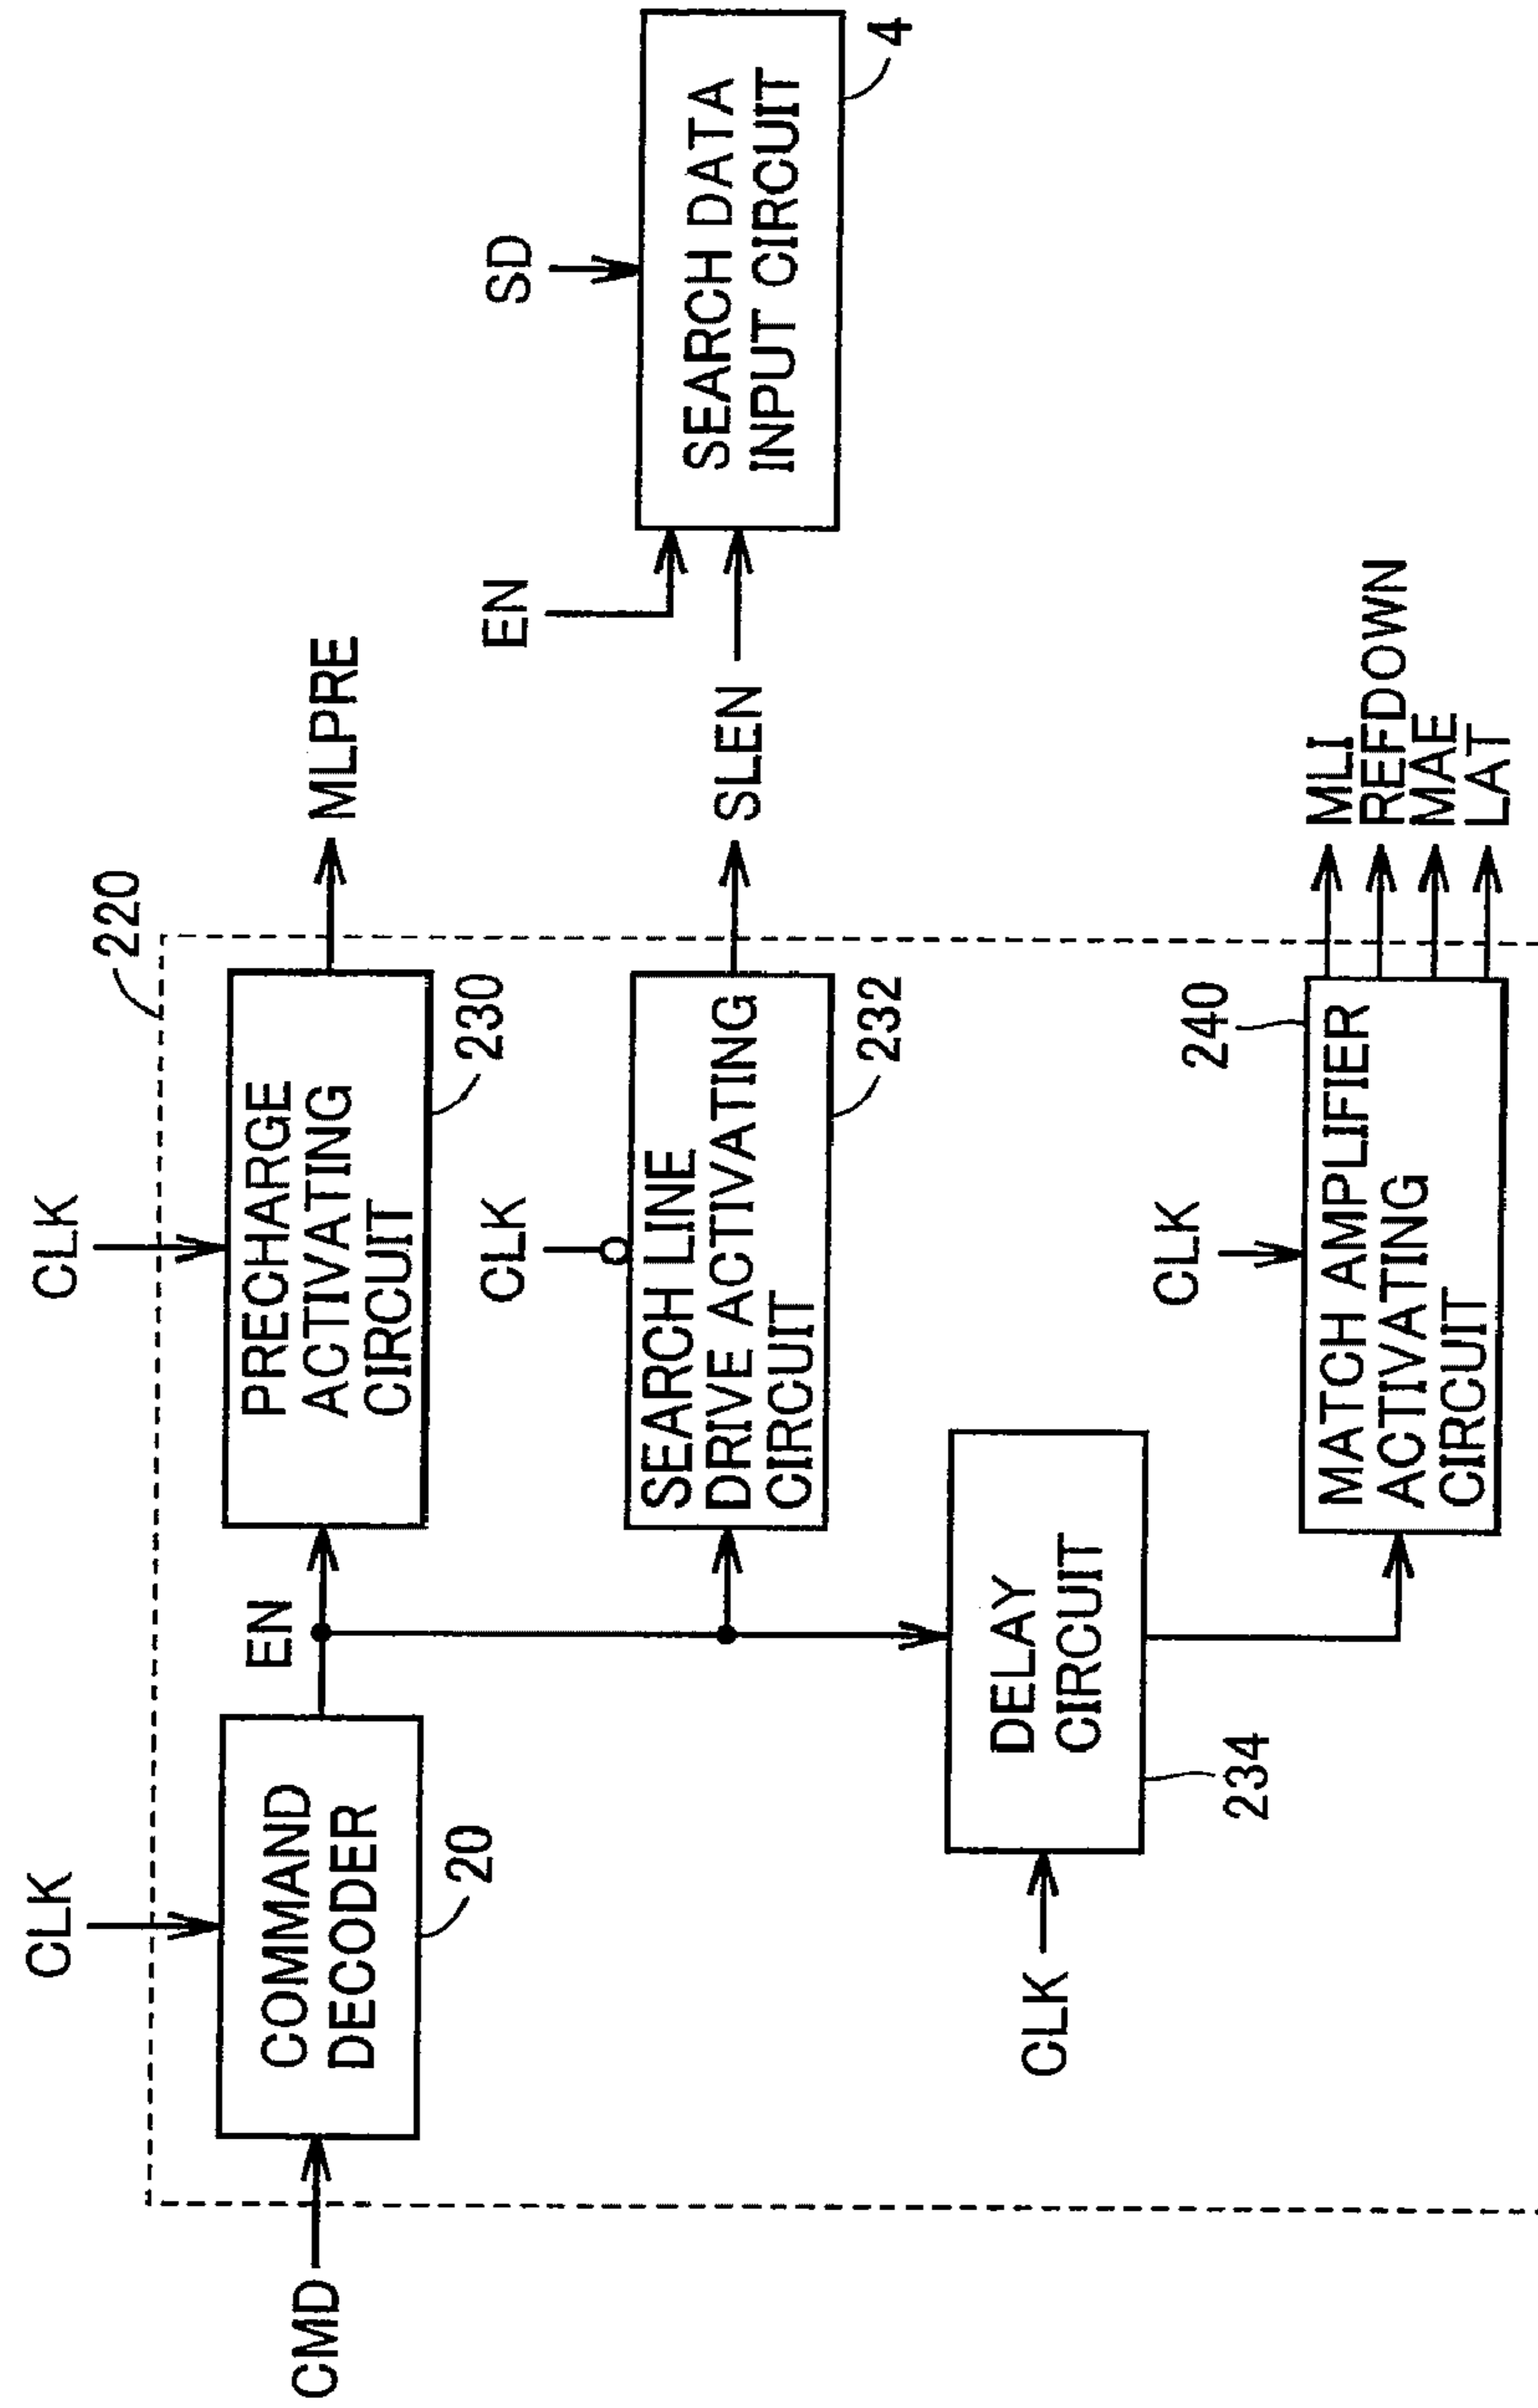 CLK
CLK
220
CMD
COMMAND
DECODER
20
EN
PRECHARGE
ACTIVATING
CIRCUIT
230
MLPRE
CLK
SEARCH LINE
DRIVE ACTIVATING
CIRCUIT
232
SLEN
EN
SD
SEARCH DATA
INPUT CIRCUIT
4
CLK
DELAY
CIRCUIT
234
CLK
240
MATCH AMPLIFIER
ACTIVATING
CIRCUIT
MLI
REFDOWN
MAE
LAT